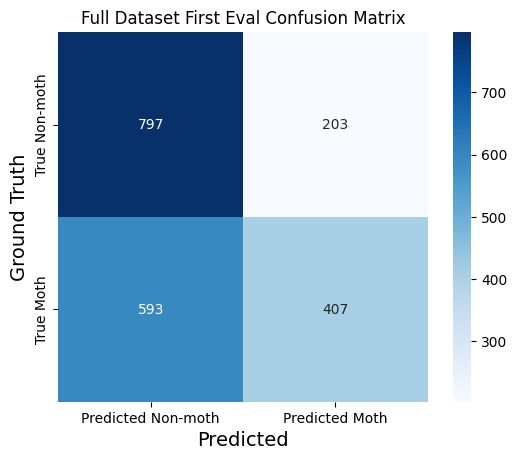 Full Dataset First Eval Confusion Matrix
True Non-moth
797
203
700
600
500
Ground Truth
True Moth
593
407
400
300
Predicted Non-moth
Predicted Moth
Predicted